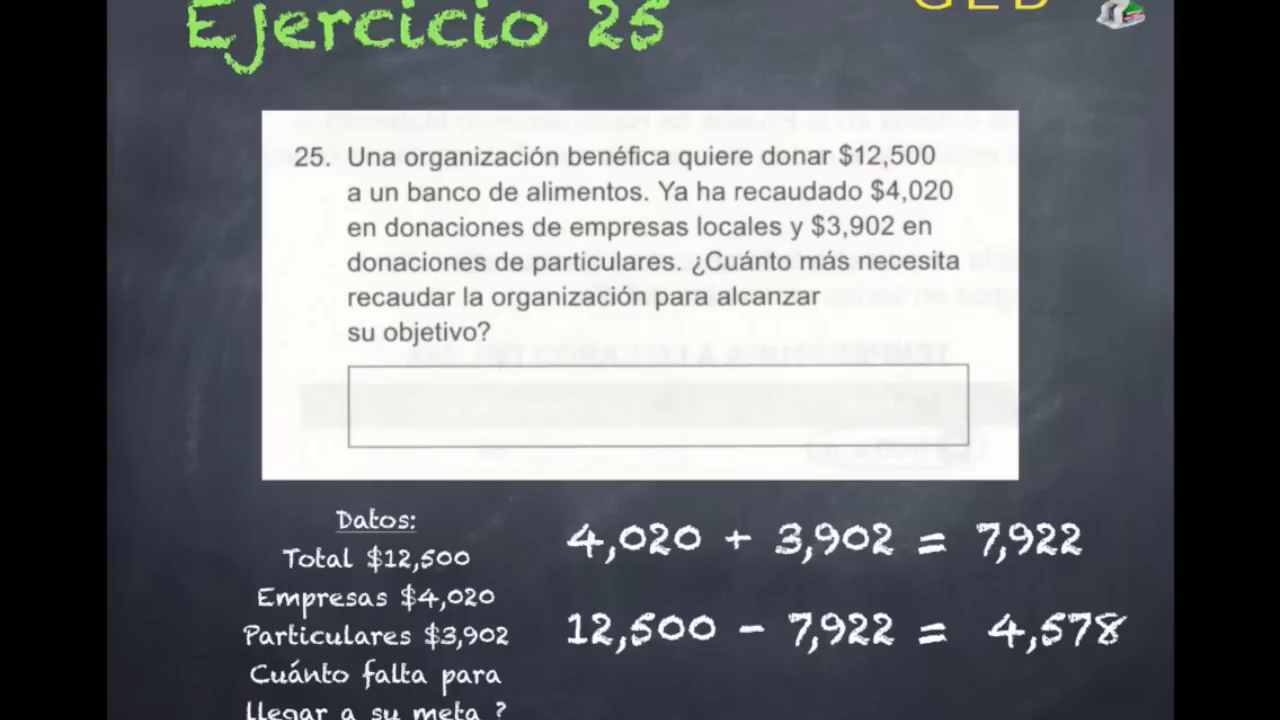 Ejercicio 25
GED
25. Una organización benéfica quiere donar $12,500
a un banco de alimentos. Ya ha recaudado $4,020
en donaciones de empresas locales y $3,902 en
donaciones de particulares. ¿Cuánto más necesita
recaudar la organización para alcanzar
su objetivo?
Datos:
Total $12,500
Empresas $4,020
Particulares $3,902
Cuánto falta para
llegar a su meta ?
4,020 + 3,902 = 7,922
12,500 - 7,922 = 4,578